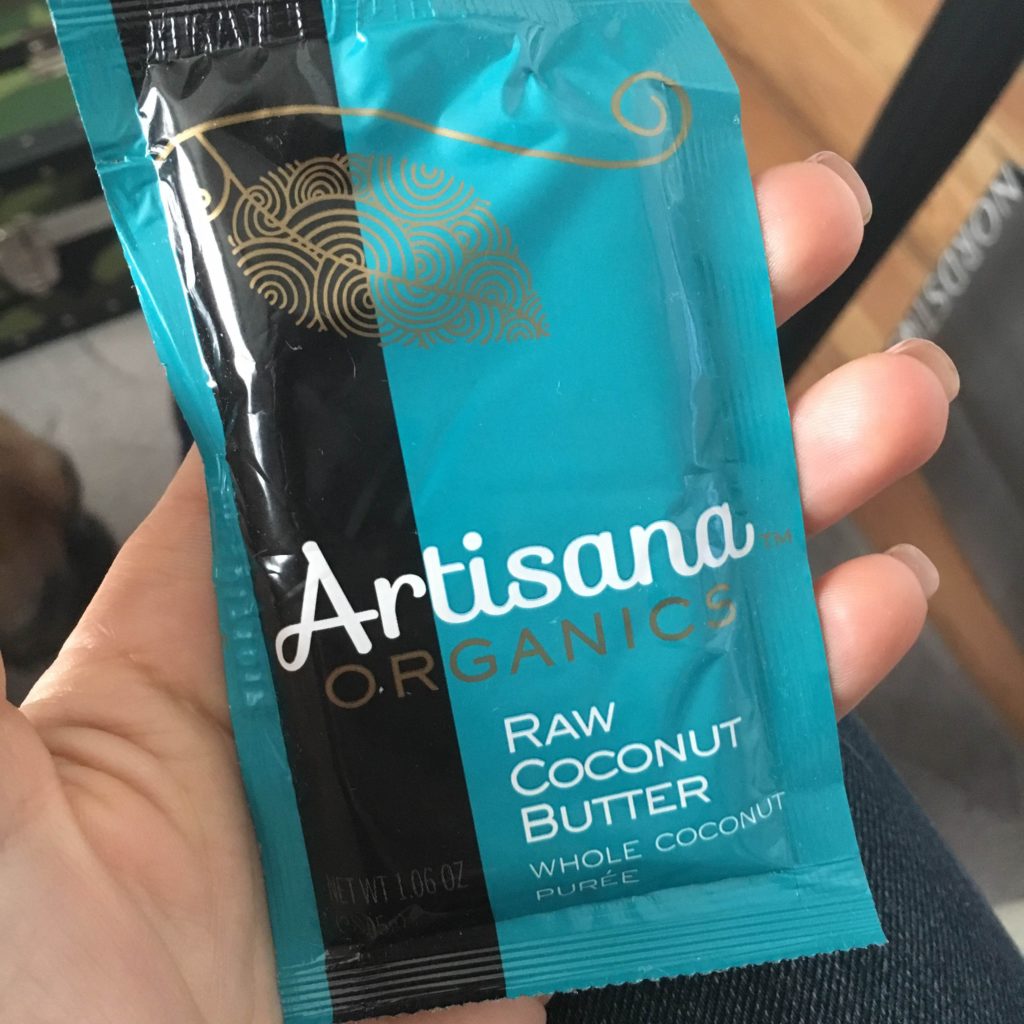 Artisana™
ORGANICS
RAW
COCONUT
BUTTER
WHOLE COCONUT
PURÉE
NET WT 1.06 OZ